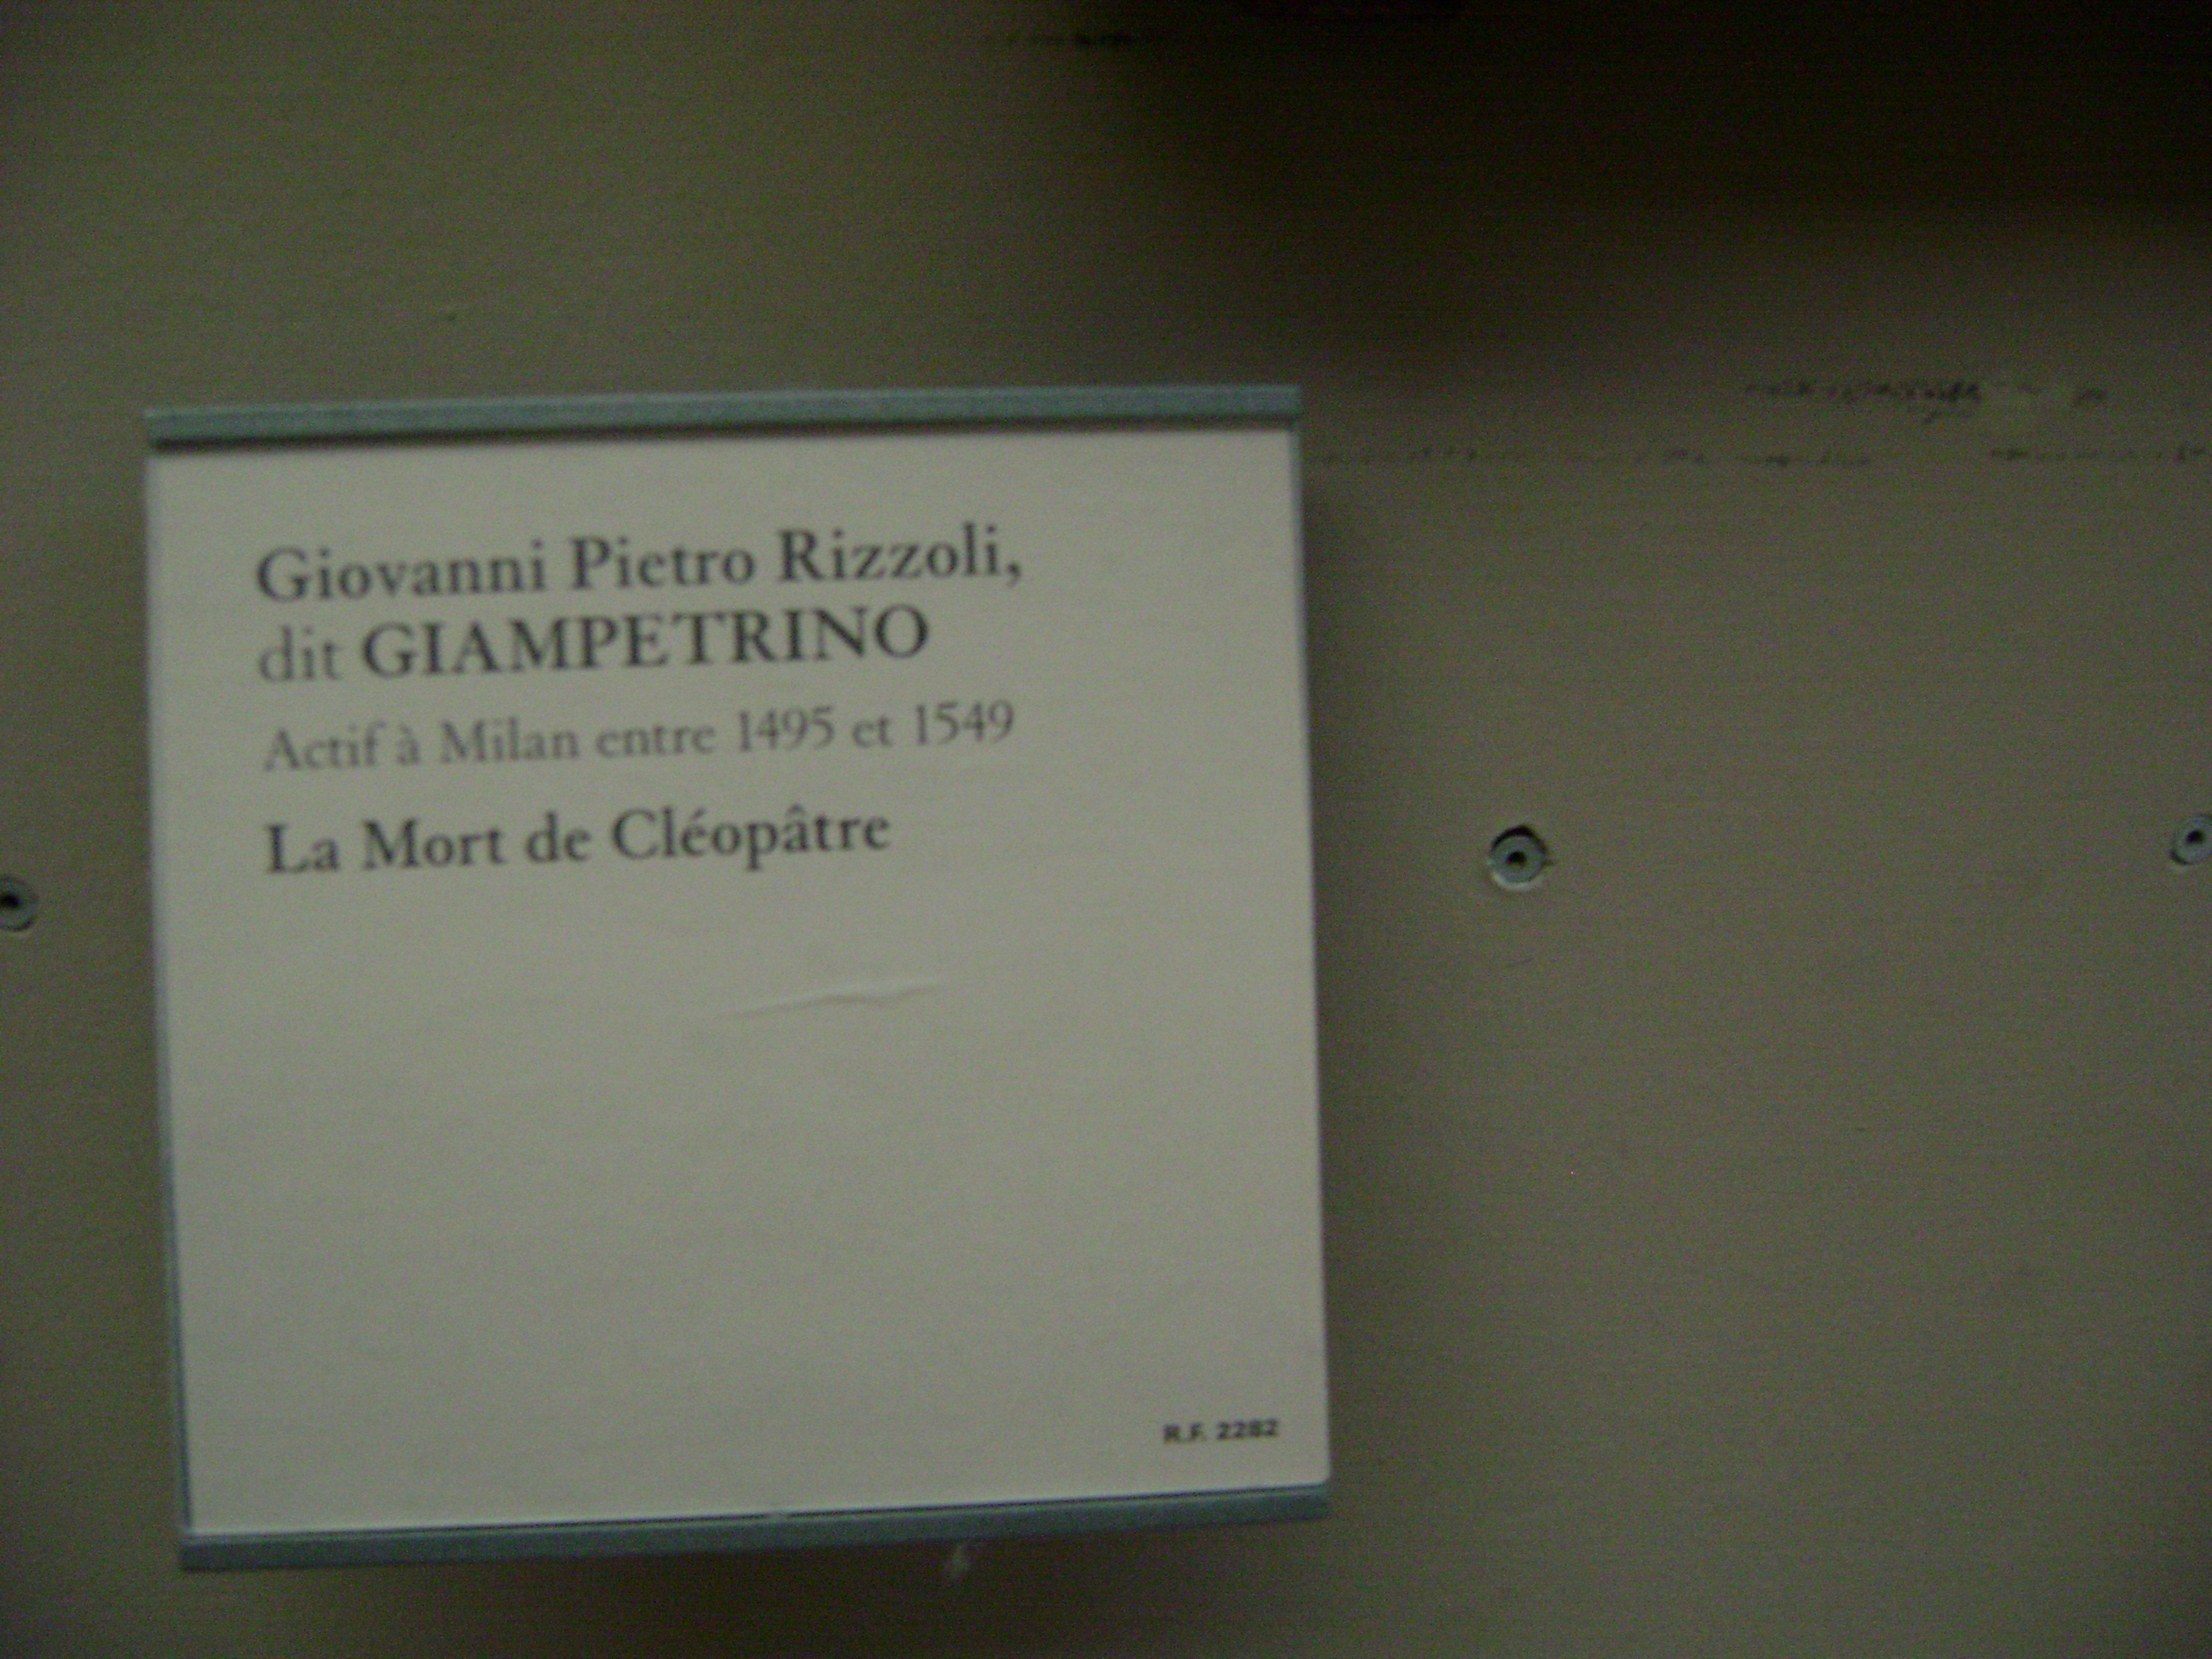 Giovanni Pietro Rizzoli,
dit GIAMPETRINO
Actif à Milan entre 1495 et 1549
La Mort de Cléopâtre
R.F. 2282